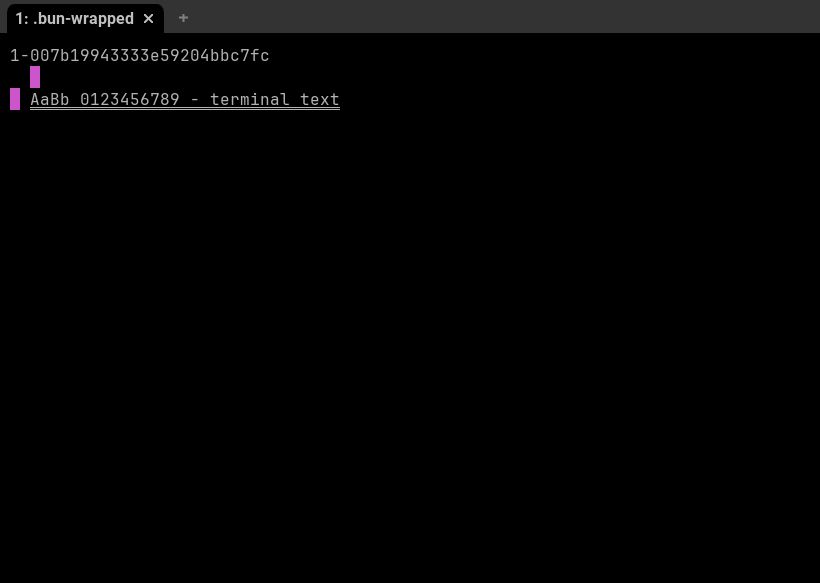 1: .bun-wrapped × +
1-007b19943333e59204bbc7fc
AaBb 0123456789 - terminal text